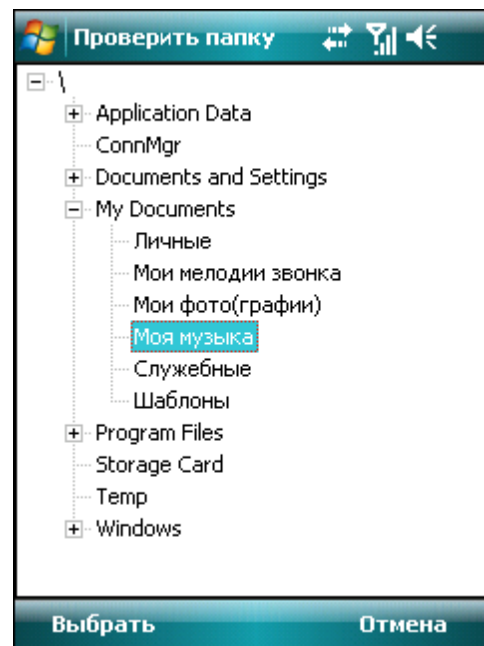 Проверить папку
\
Application Data
ConnMgr
Documents and Settings
My Documents
Личные
Мои мелодии звонка
Мои фото(графии)
Моя музыка
Служебные
Шаблоны
Program Files
Storage Card
Temp
Windows
Выбрать Отмена